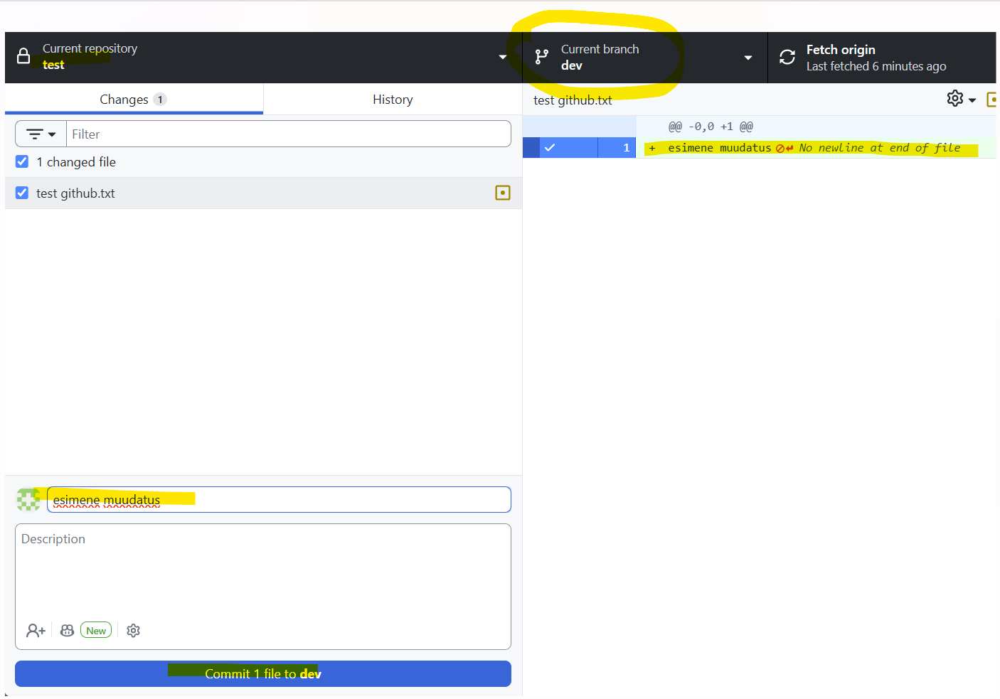 Current repository
test
Current branch
dev
Fetch origin
Last fetched 6 minutes ago
Changes 1
History
test github.txt
Filter
@@ -0,0 +1 @@
1 + esimene muudatus No newline at end of file
1 changed file
test github.txt
esimene muudatus
Description
New
Commit 1 file to dev